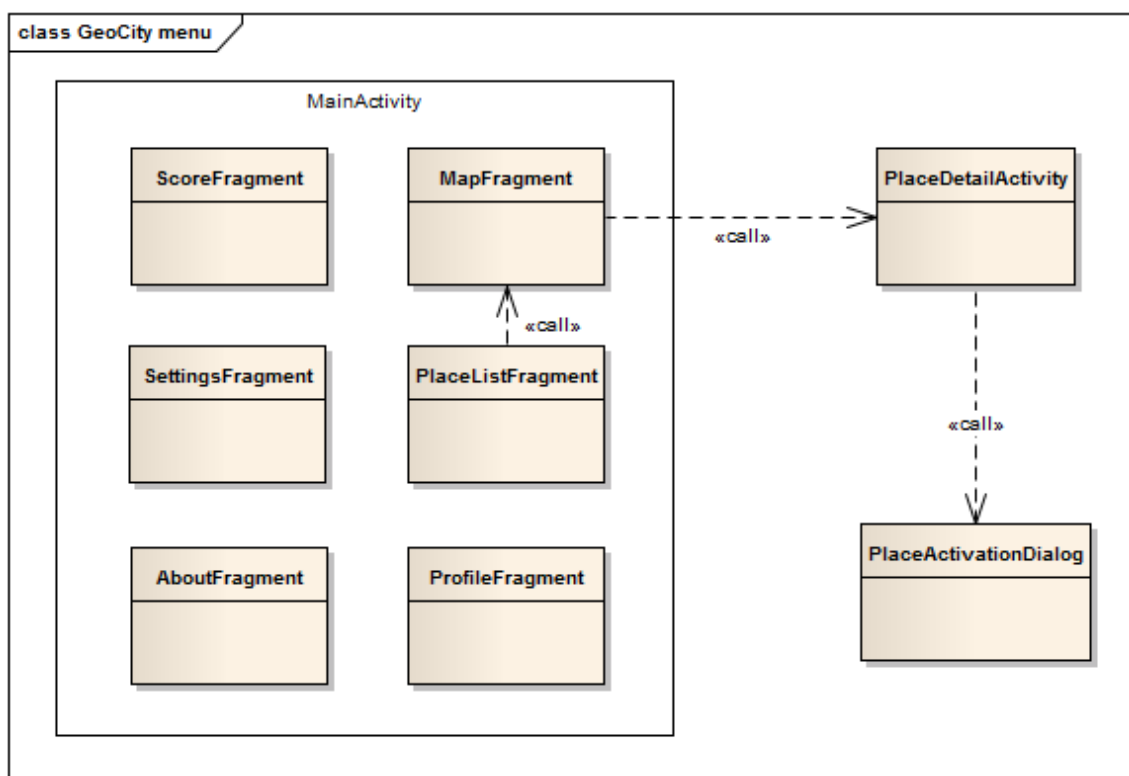 class GeoCity menu
MainActivity
ScoreFragment
MapFragment
PlaceDetailActivity
«call»
«call»
SettingsFragment
PlaceListFragment
«call»
PlaceActivationDialog
AboutFragment
ProfileFragment